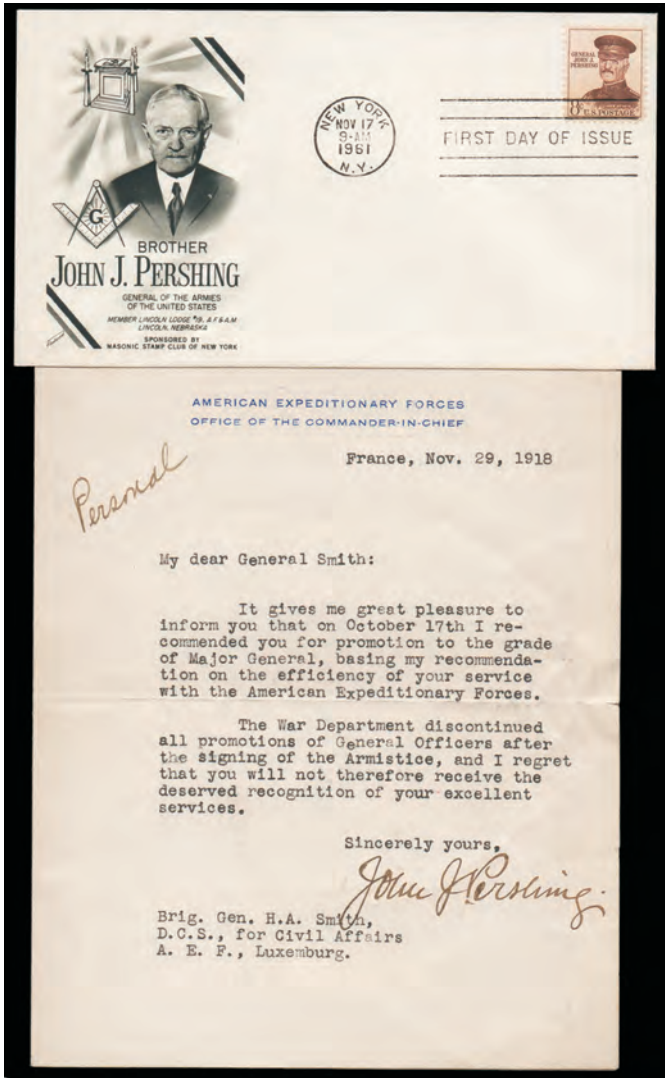 GENERAL
JOHN J.
PERSHING
8¢
U.S. POSTAGE
NEW YORK
NOV 17
9-AM
1961
N.Y.
FIRST DAY OF ISSUE
G
BROTHER
JOHN J. PERSHING
GENERAL OF THE ARMIES
OF THE UNITED STATES
MEMBER LINCOLN LODGE #19, A F & A.M
LINCOLN, NEBRASKA
SPONSORED BY
MASONIC STAMP CLUB OF NEW YORK
AMERICAN EXPEDITIONARY FORCES
OFFICE OF THE COMMANDER-IN-CHIEF
France, Nov. 29, 1918
Personal
My dear General Smith:
It gives me great pleasure to
inform you that on October 17th I re-
commended you for promotion to the grade
of Major General, basing my recommenda-
tion on the efficiency of your service
with the American Expeditionary Forces.
The War Department discontinued
all promotions of General Officers after
the signing of the Armistice, and I regret
that you will not therefore receive the
deserved recognition of your excellent
services.
Sincerely yours,
John J. Pershing.
Brig. Gen. H.A. Smith,
D.C.S., for Civil Affairs
A. E. F., Luxemburg.